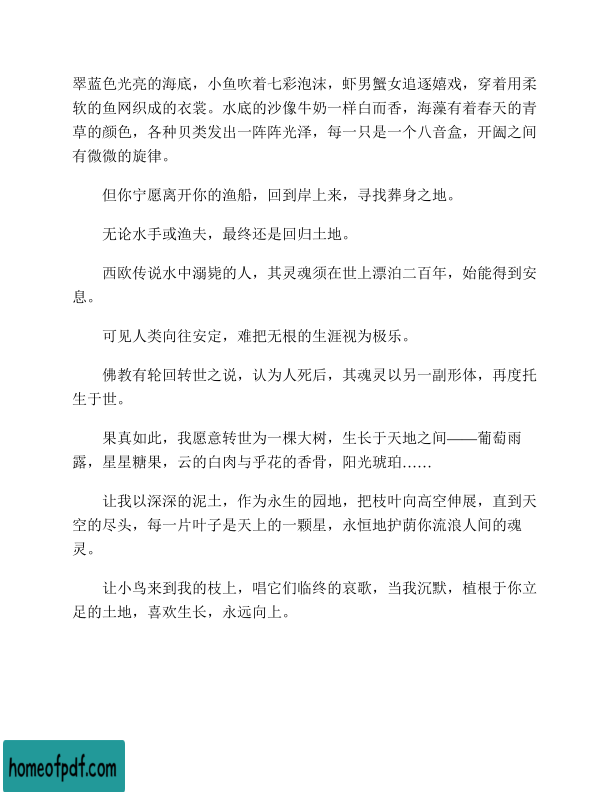 翠蓝色光亮的海底，小鱼吹着七彩泡沫，虾男蟹女追逐嬉戏，穿着用柔
软的鱼网织成的衣裳。水底的沙像牛奶一样白而香，海藻有着春天的青
草的颜色，各种贝类发出一阵阵光泽，每一只是一个八音盒，开阖之间
有微微的旋律。
但你宁愿离开你的渔船，回到岸上来，寻找葬身之地。
无论水手或渔夫，最终还是回归土地。
西欧传说水中溺毙的人，其灵魂须在世上漂泊二百年，始能得到安
息。
可见人类向往安定，难把无根的生涯视为极乐。
佛教有轮回转世之说，认为人死后，其魂灵以另一副形体，再度托
生于世。
果真如此，我愿意转世为一棵大树，生长于天地之间——葡萄雨
露，星星糖果，云的白肉与乎花的香骨，阳光琥珀……
让我以深深的泥土，作为永生的园地，把枝叶向高空伸展，直到天
空的尽头，每一片叶子是天上的一颗星，永恒地护荫你流浪人间的魂
灵。
让小鸟来到我的枝上，唱它们临终的哀歌，当我沉默，植根于你立
足的土地，喜欢生长，永远向上。
homeofpdf.com